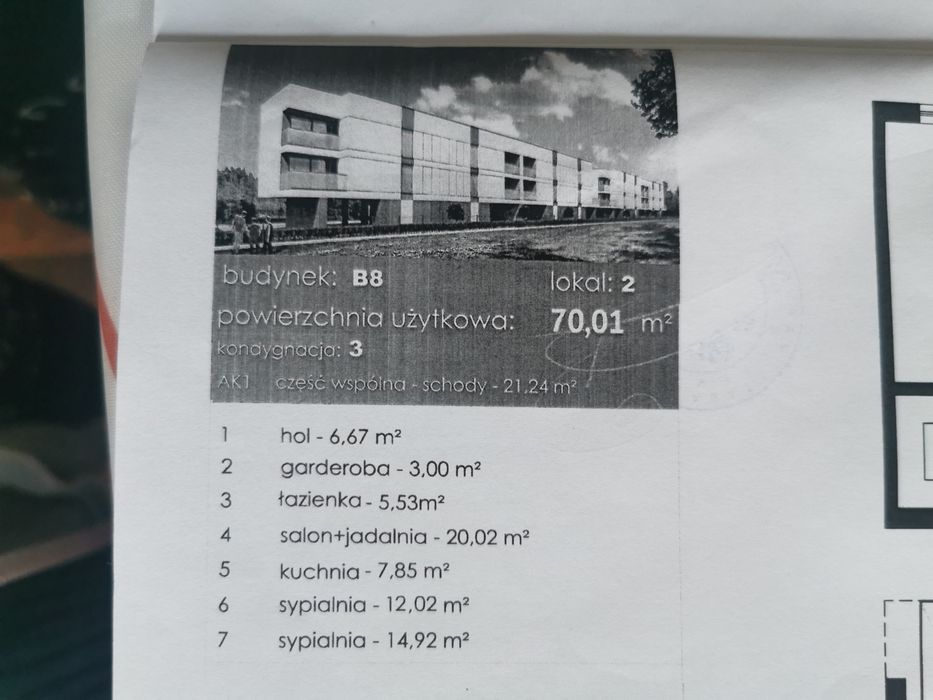 budynek: B8 lokal: 2
powierzchnia użytkowa: 70,01 m²
kondygnacja: 3
AK1 część wspólna - schody - 21,24 m²
1 hol - 6,67 m²
2 garderoba - 3,00 m²
3 łazienka - 5,53m²
4 salon+jadalnia - 20,02 m²
5 kuchnia - 7,85 m²
6 sypialnia - 12,02 m²
7 sypialnia - 14,92 m²